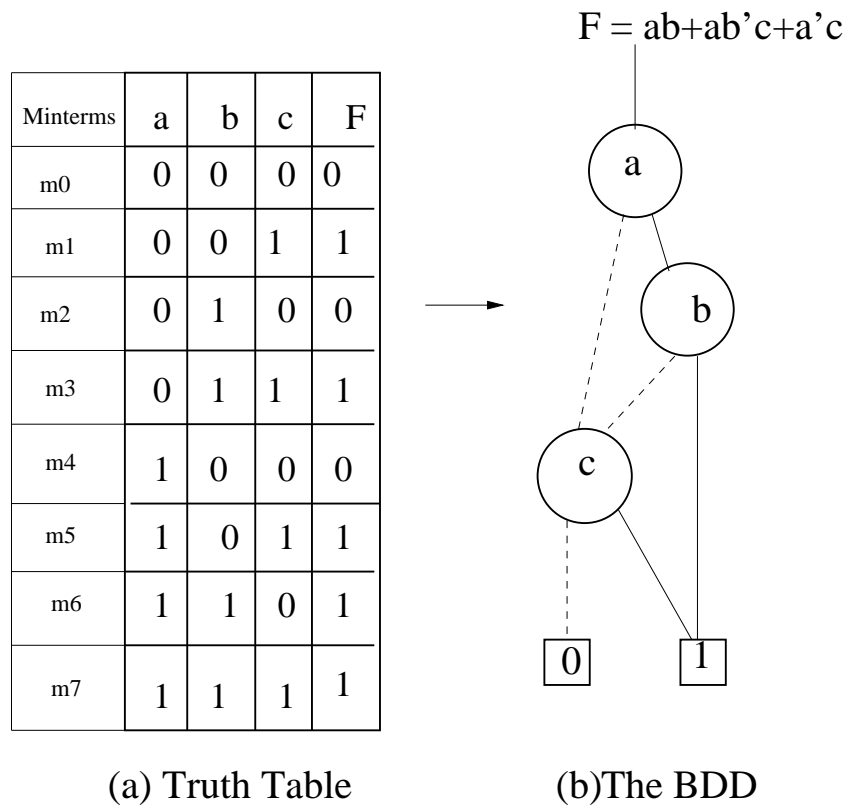 F = ab+ab’c+a’c
Minterms a b c F
m0 0 0 0 0
m1 0 0 1 1
m2 0 1 0 0
m3 0 1 1 1
m4 1 0 0 0
m5 1 0 1 1
m6 1 1 0 1
m7 1 1 1 1
a
b
c
0 1
(a) Truth Table (b)The BDD